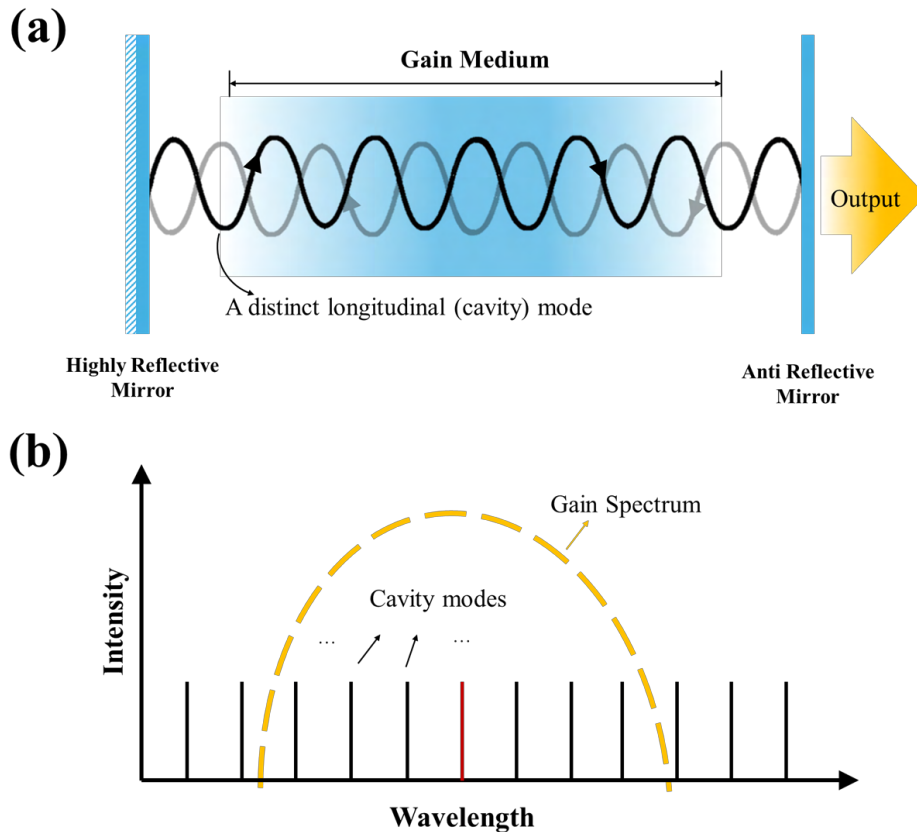 (a)
Gain Medium
Output
A distinct longitudinal (cavity) mode
Highly Reflective
Mirror
Anti Reflective
Mirror
(b)
Gain Spectrum
Cavity modes
... ...
Intensity
Wavelength